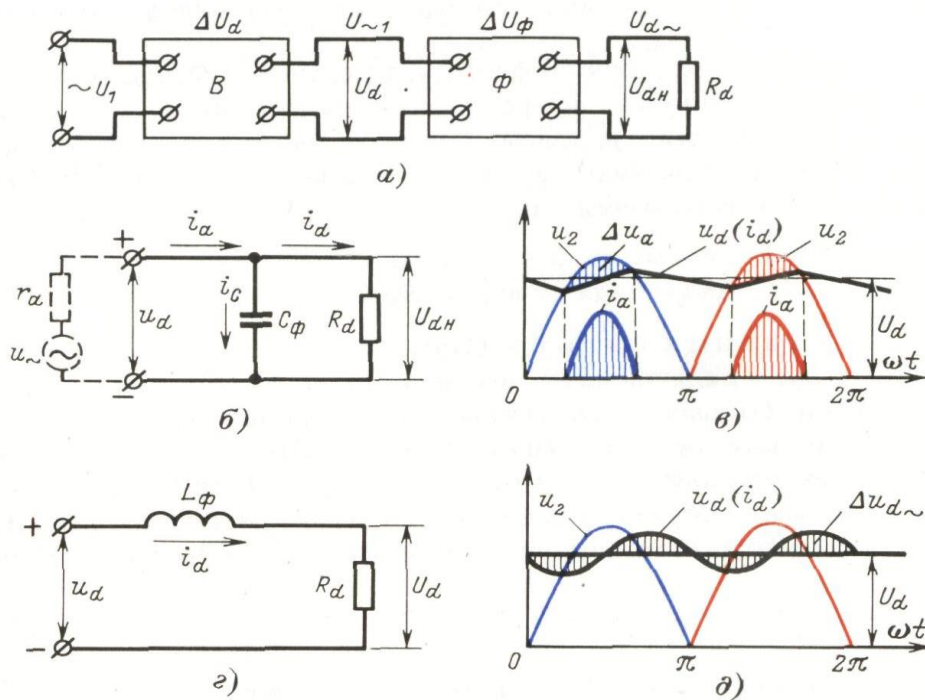 ΔU_d U_~1 ΔU_ф U_d~
~U_1 В U_d Ф U_dн R_d
а)
i_a i_d
+
r_a i_c C_ф R_d U_dн
u_~ u_d
−
б)
u_2 Δu_a u_d(i_d) u_2
i_a i_a
U_d
ωt
0 π 2π
в)
L_ф
+
i_d
u_d R_d U_d
−
г)
u_2 u_d(i_d) Δu_d~
U_d
ωt
0 π 2π
д)